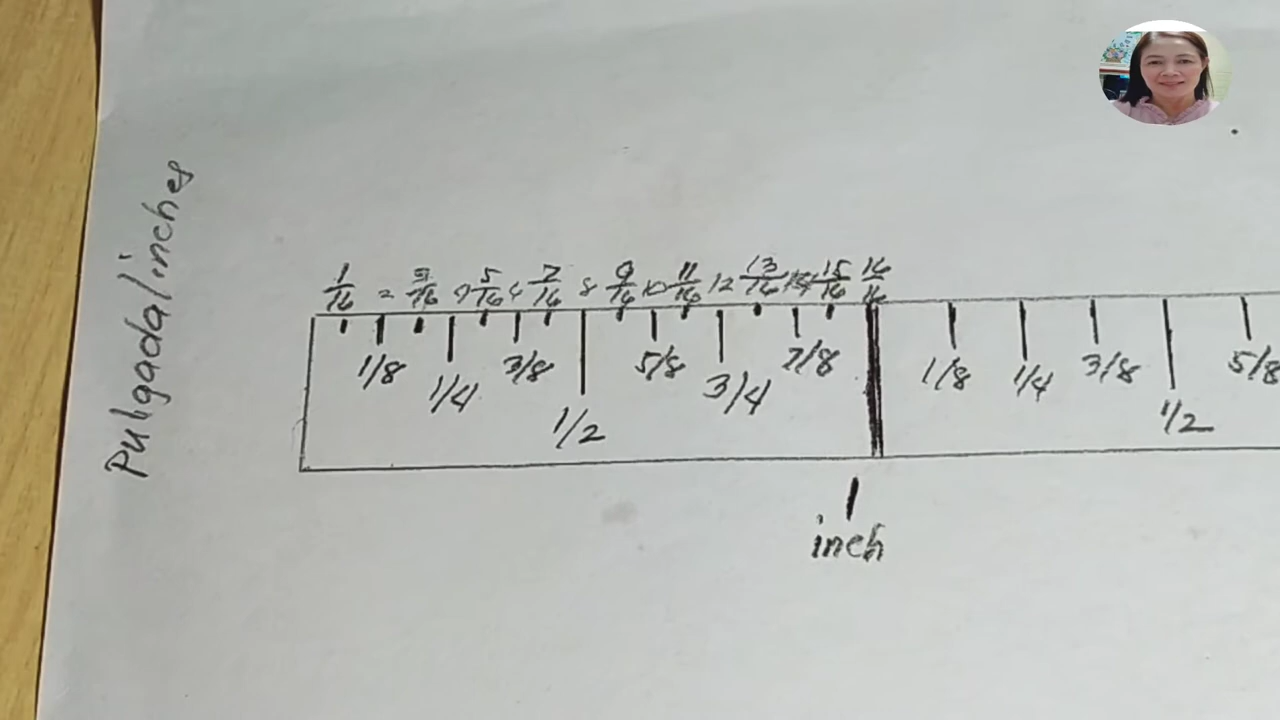 Pulgada/inches
1/16 2 3/16 5/16 7/16 8 9/16 10 11/16 12 13/16 14 15/16 16/16
1/8 1/4 3/8 1/2 5/8 3/4 7/8 1/8 1/4 3/8 1/2 5/8
1
inch